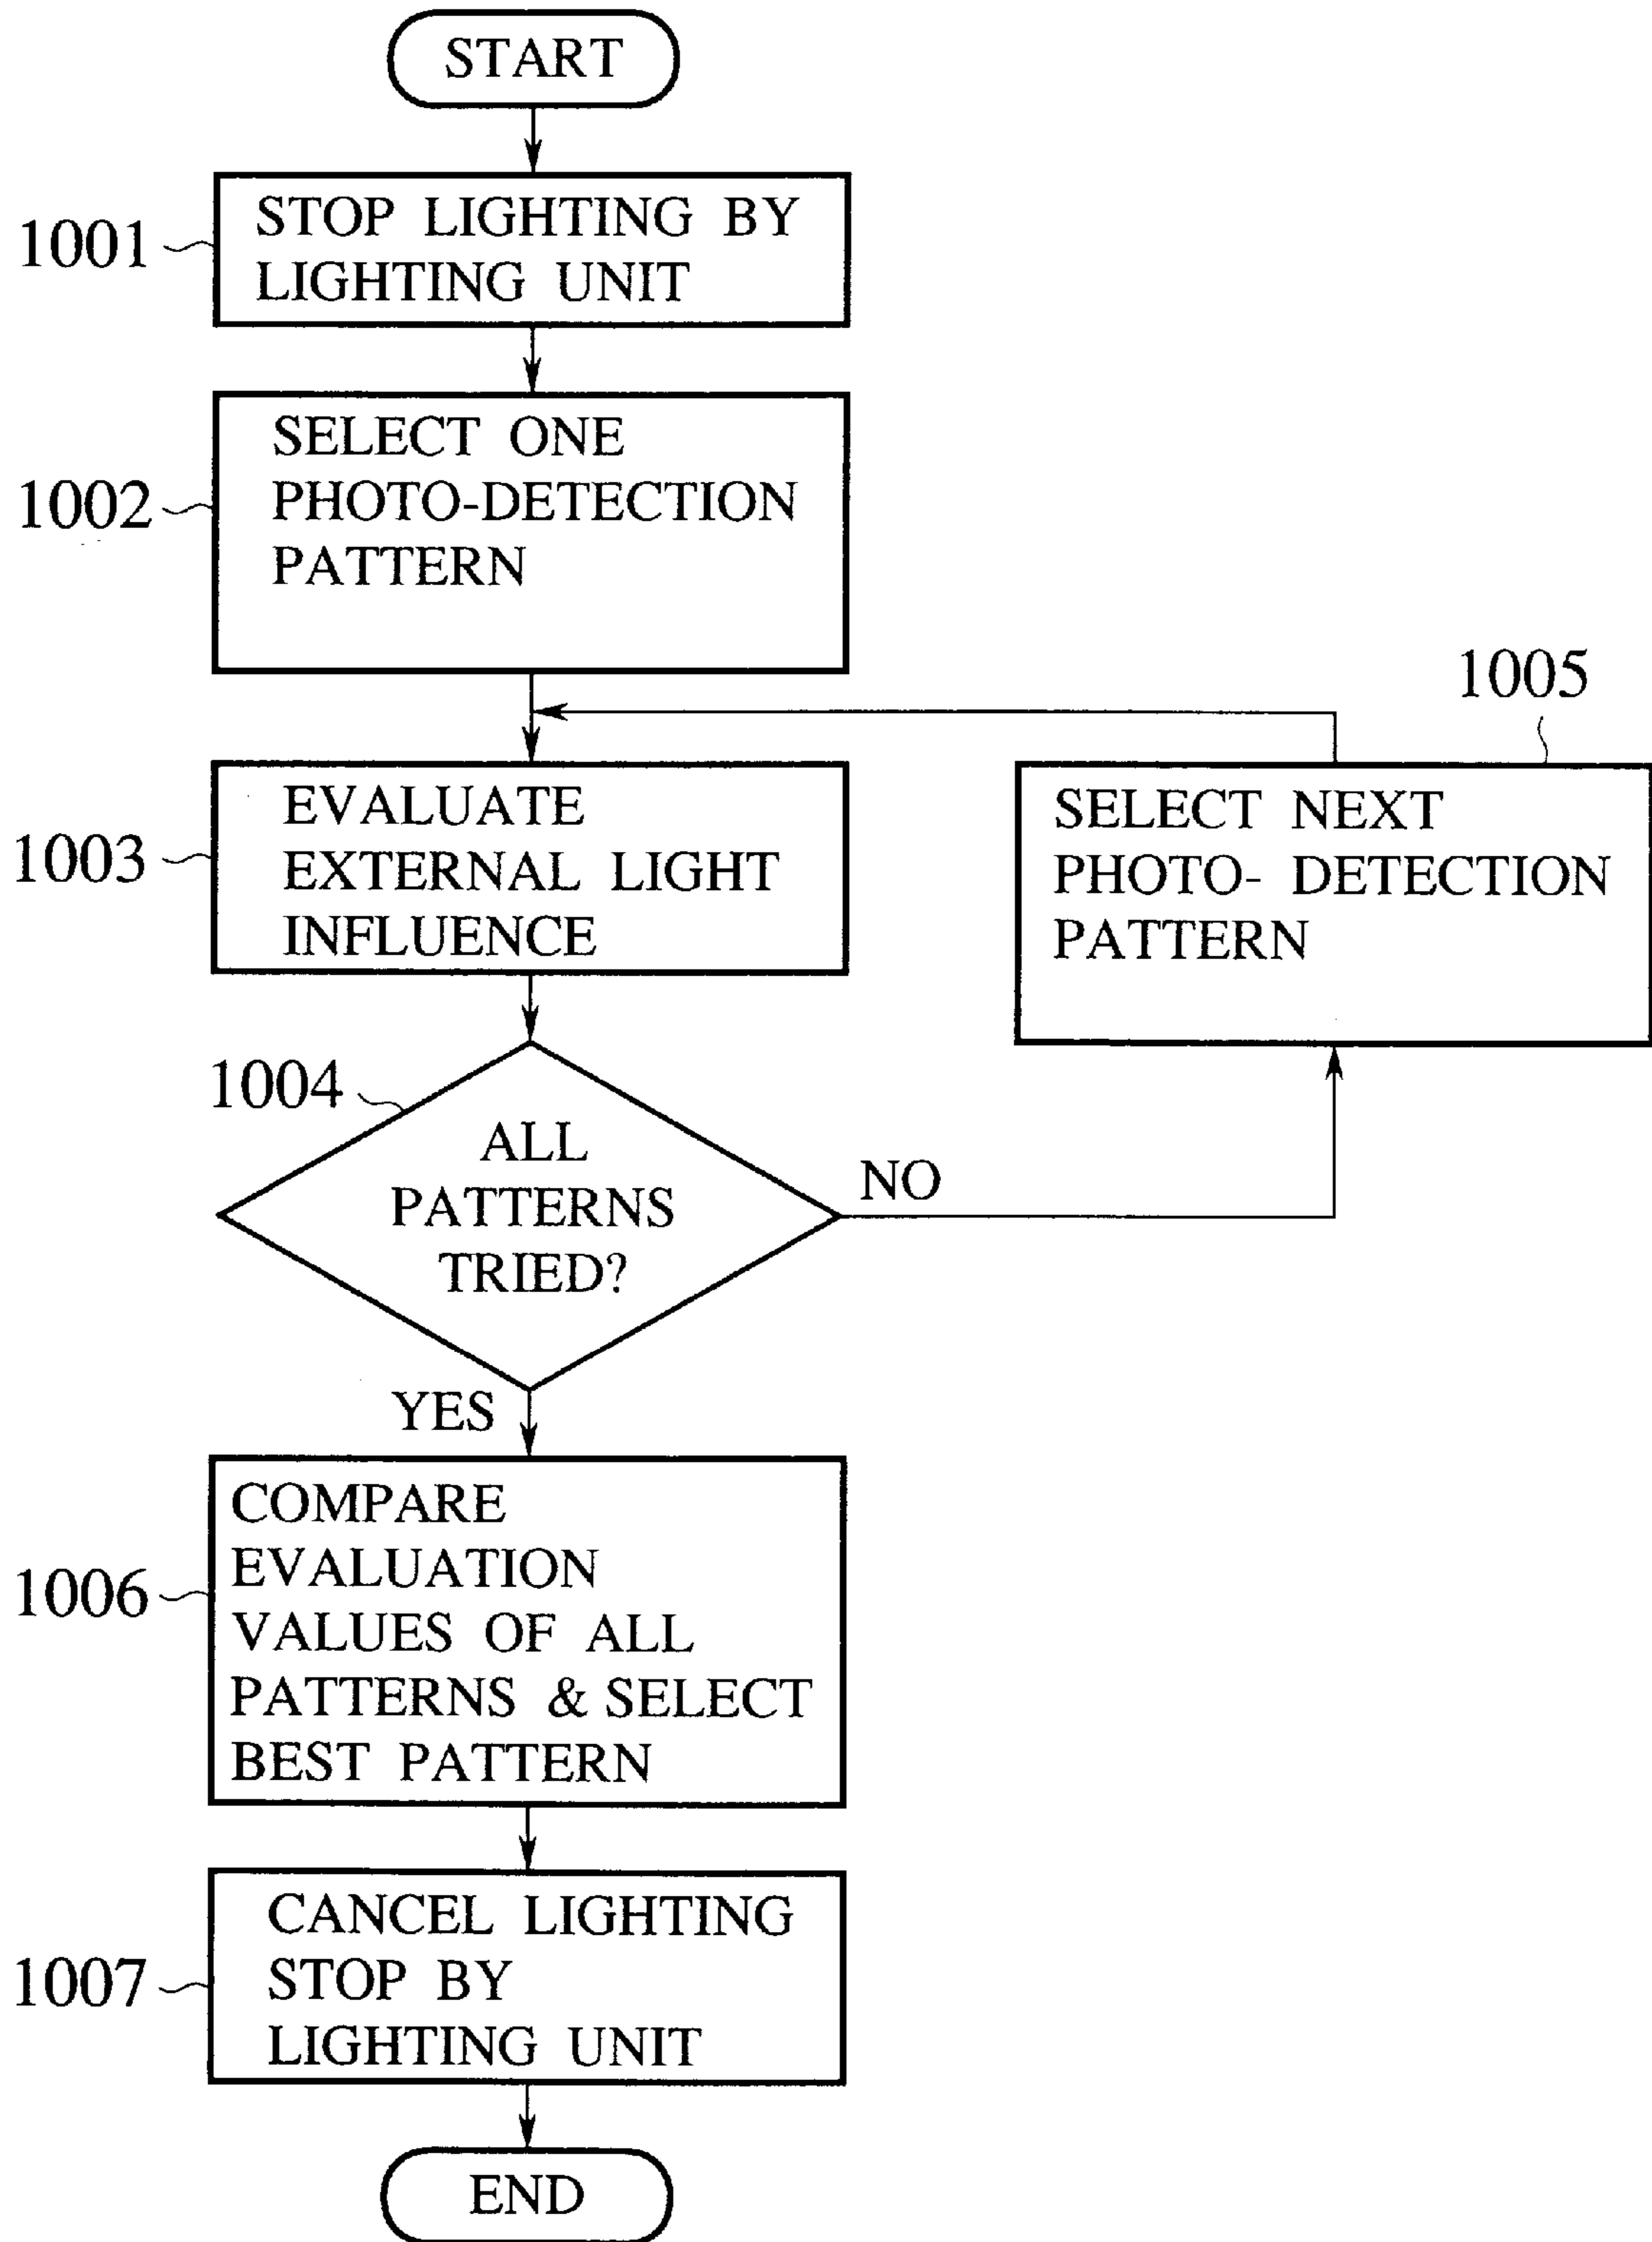 START
1001
STOP LIGHTING BY
LIGHTING UNIT
1002
SELECT ONE
PHOTO-DETECTION
PATTERN
1003
EVALUATE
EXTERNAL LIGHT
INFLUENCE
1005
SELECT NEXT
PHOTO- DETECTION
PATTERN
1004
ALL
PATTERNS
TRIED?
NO
YES
1006
COMPARE
EVALUATION
VALUES OF ALL
PATTERNS & SELECT
BEST PATTERN
1007
CANCEL LIGHTING
STOP BY
LIGHTING UNIT
END